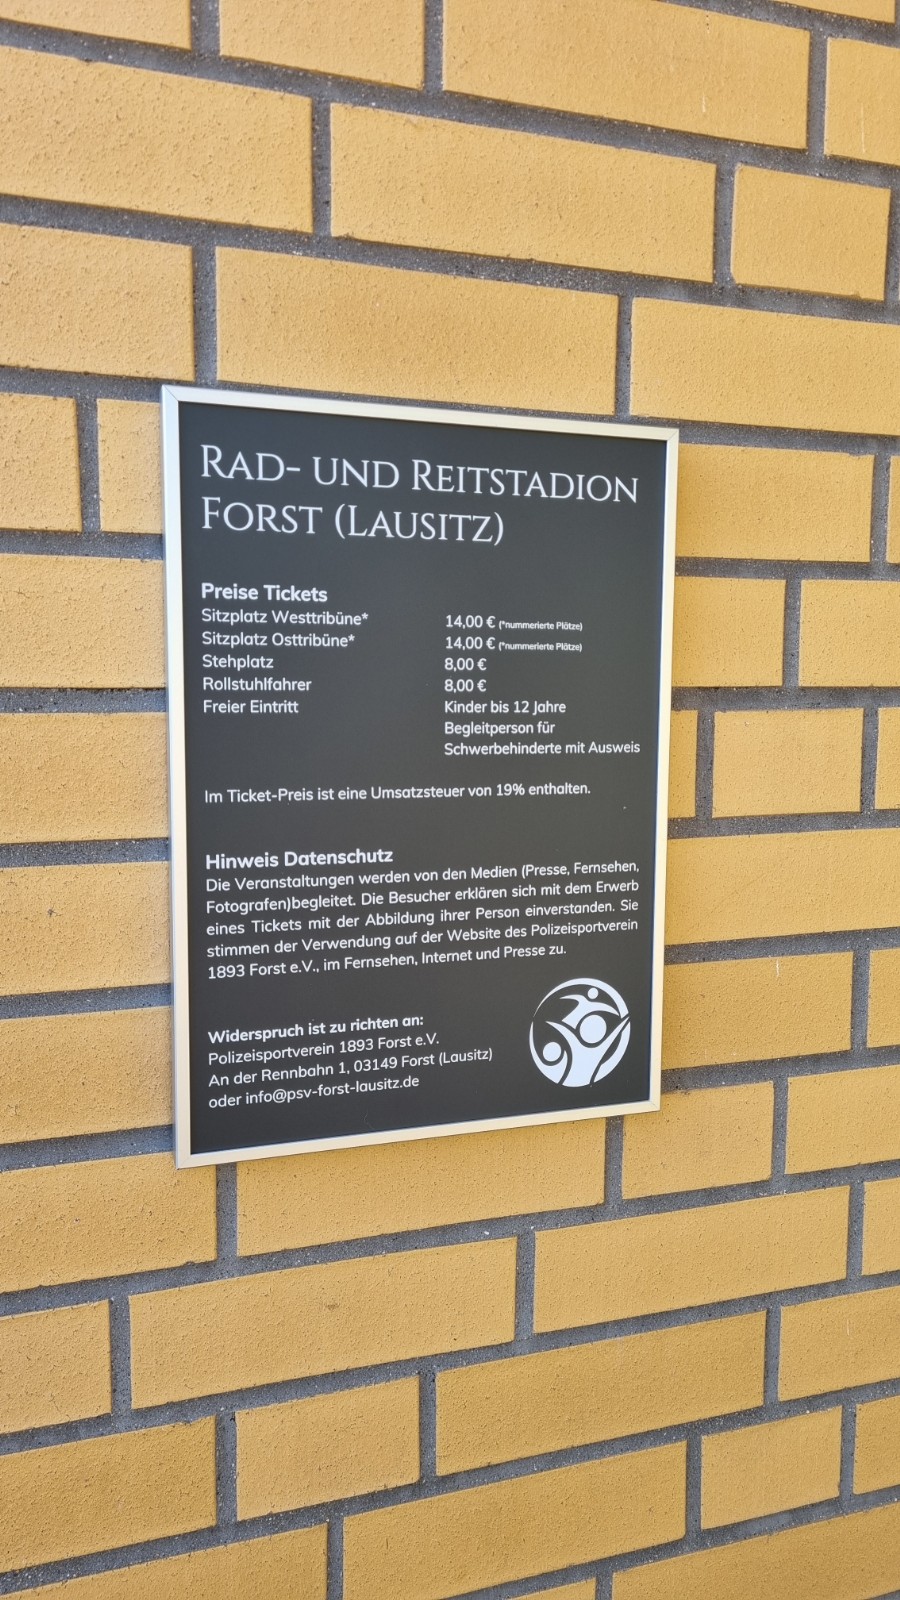 Rad- und Reitstadion
Forst (Lausitz)
Preise Tickets
Sitzplatz Westtribüne* 14,00 € (*nummerierte Plätze)
Sitzplatz Osttribüne* 14,00 € (*nummerierte Plätze)
Stehplatz 8,00 €
Rollstuhlfahrer 8,00 €
Freier Eintritt Kinder bis 12 Jahre
Begleitperson für
Schwerbehinderte mit Ausweis
Im Ticket-Preis ist eine Umsatzsteuer von 19% enthalten.
Hinweis Datenschutz
Die Veranstaltungen werden von den Medien (Presse, Fernsehen,
Fotografen)begleitet. Die Besucher erklären sich mit dem Erwerb
eines Tickets mit der Abbildung ihrer Person einverstanden. Sie
stimmen der Verwendung auf der Website des Polizeisportverein
1893 Forst e.V., im Fernsehen, Internet und Presse zu.
Widerspruch ist zu richten an:
Polizeisportverein 1893 Forst e.V.
An der Rennbahn 1, 03149 Forst (Lausitz)
oder info@psv-forst-lausitz.de